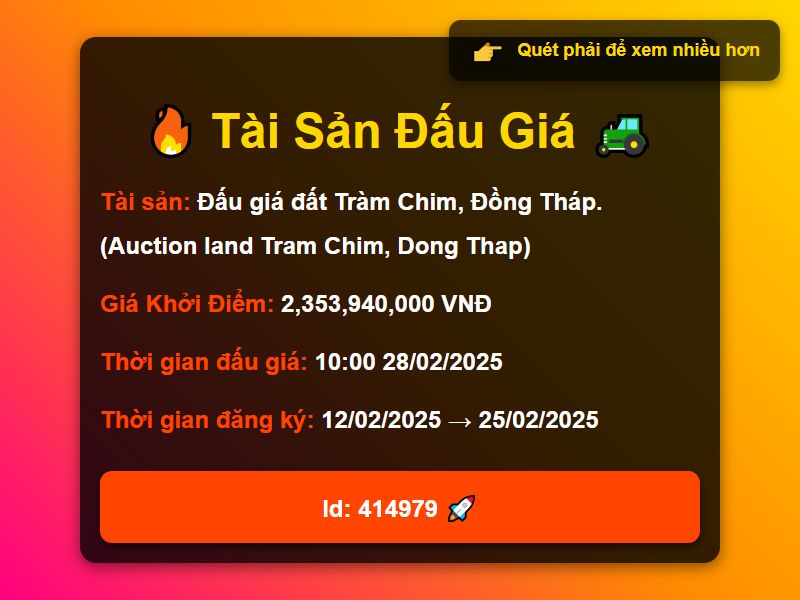 Quét phải để xem nhiều hơn
Tài Sản Đấu Giá
Tài sản: Đấu giá đất Tràm Chim, Đồng Tháp.
(Auction land Tram Chim, Dong Thap)
Giá Khởi Điểm: 2,353,940,000 VNĐ
Thời gian đấu giá: 10:00 28/02/2025
Thời gian đăng ký: 12/02/2025 → 25/02/2025
Id: 414979